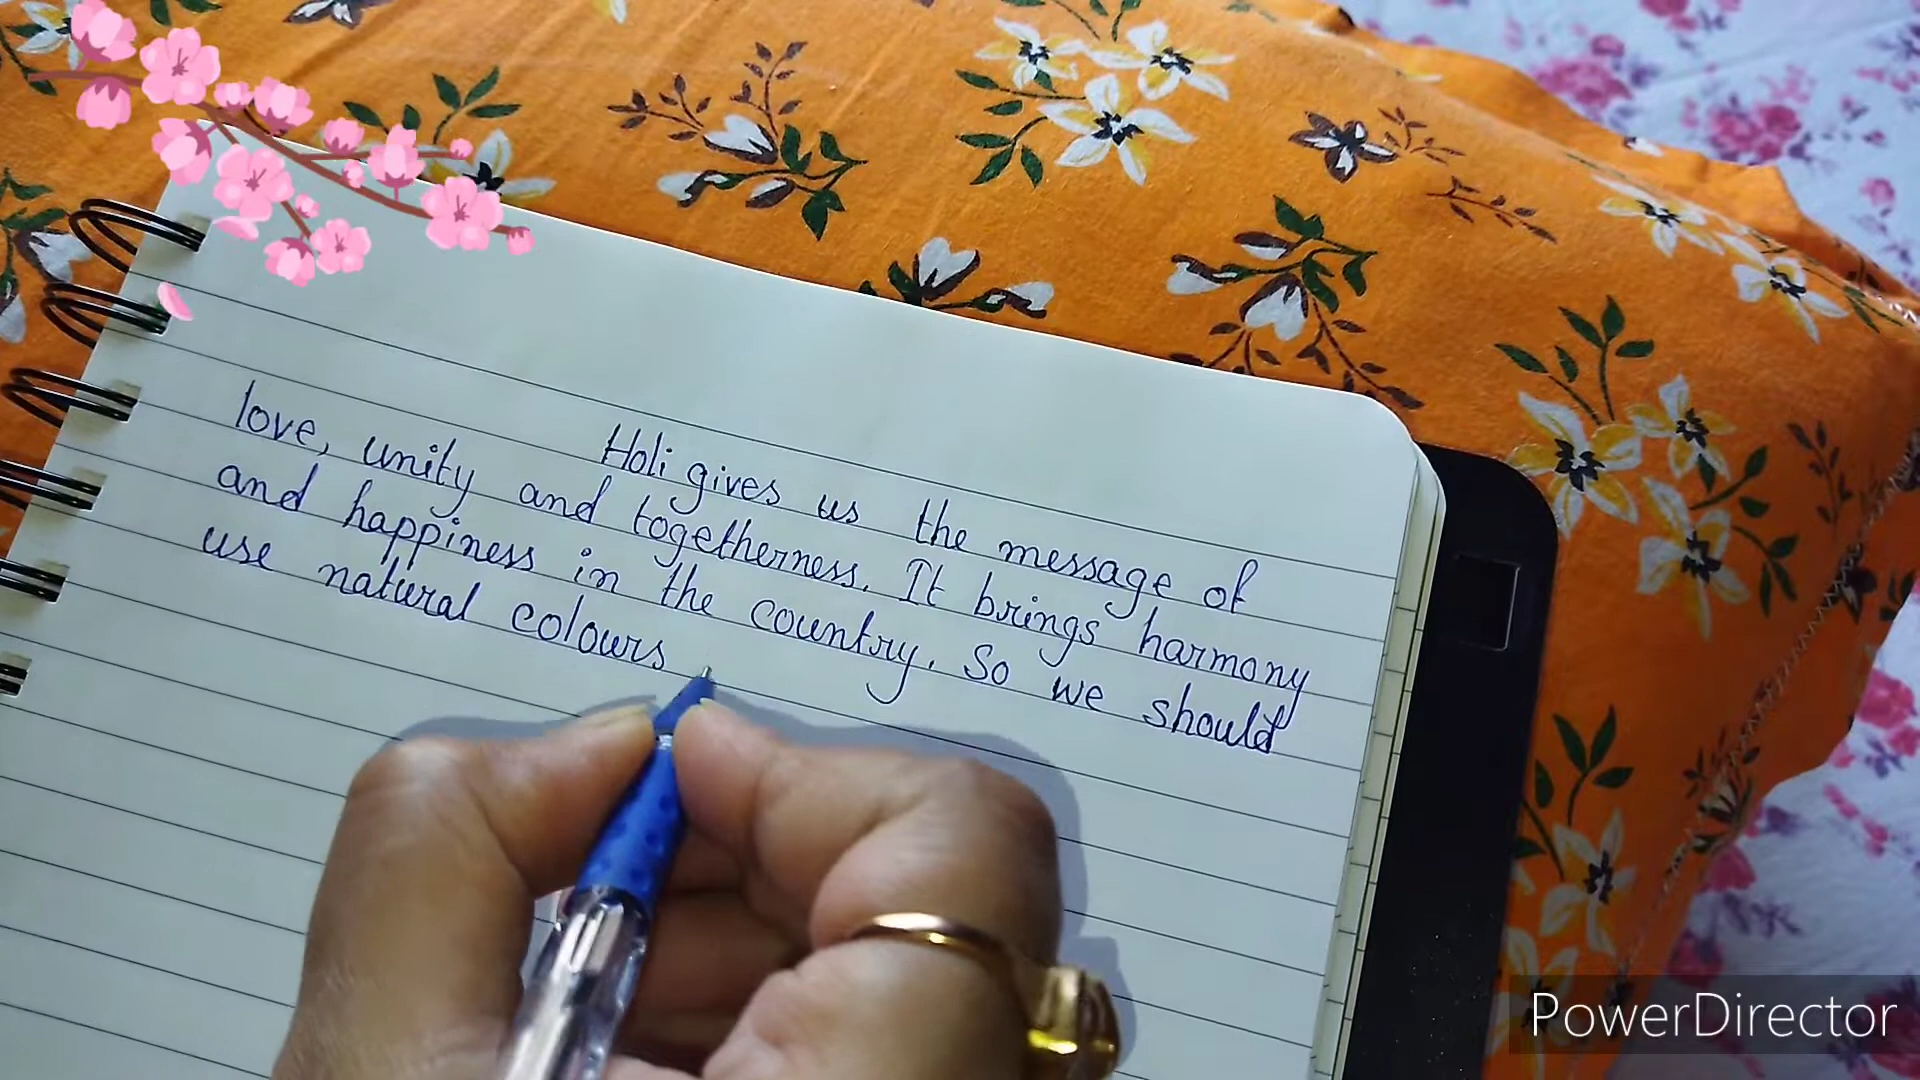 Holi gives us the message of
love, unity and togetherness. It brings harmony
and happiness in the country. So we should
use natural colours
PowerDirector